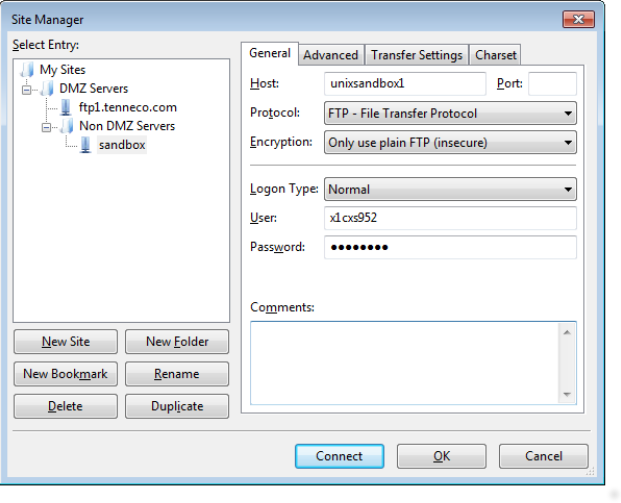 Site Manager
Select Entry:
My Sites
DMZ Servers
ftp1.tenneco.com
Non DMZ Servers
sandbox
New Site
New Folder
New Bookmark
Rename
Delete
Duplicate
General
Advanced
Transfer Settings
Charset
Host:
unixsandbox1
Port:
Protocol:
FTP - File Transfer Protocol
Encryption:
Only use plain FTP (insecure)
Logon Type:
Normal
User:
x1cxs952
Password:
••••••••
Comments:
Connect
OK
Cancel